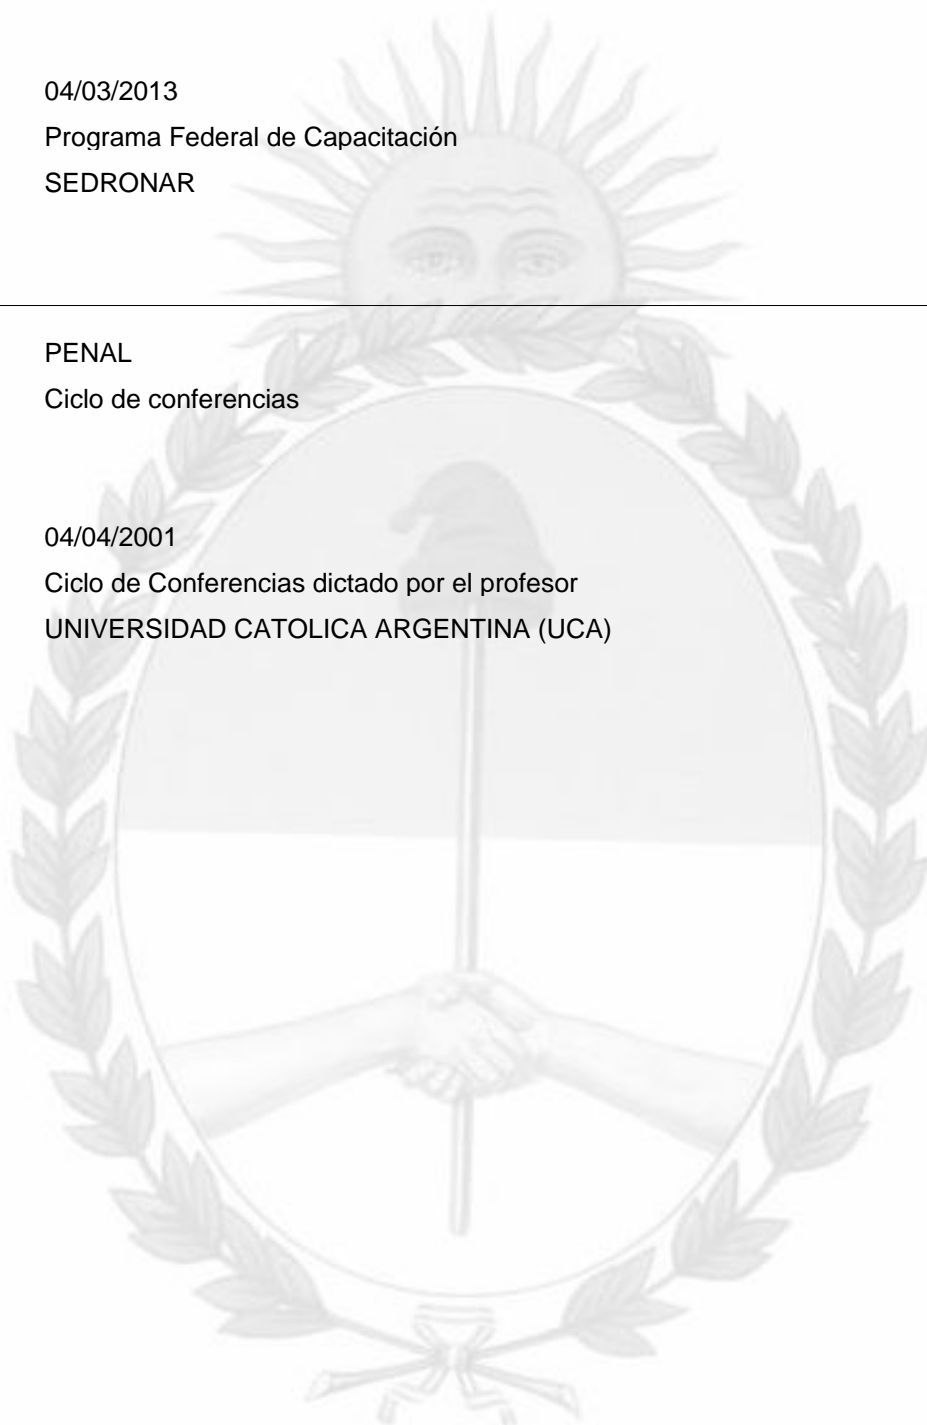 04/03/2013
Programa Federal de Capacitación
SEDRONAR
PENAL
Ciclo de conferencias
04/04/2001
Ciclo de Conferencias dictado por el profesor
UNIVERSIDAD CATOLICA ARGENTINA (UCA)